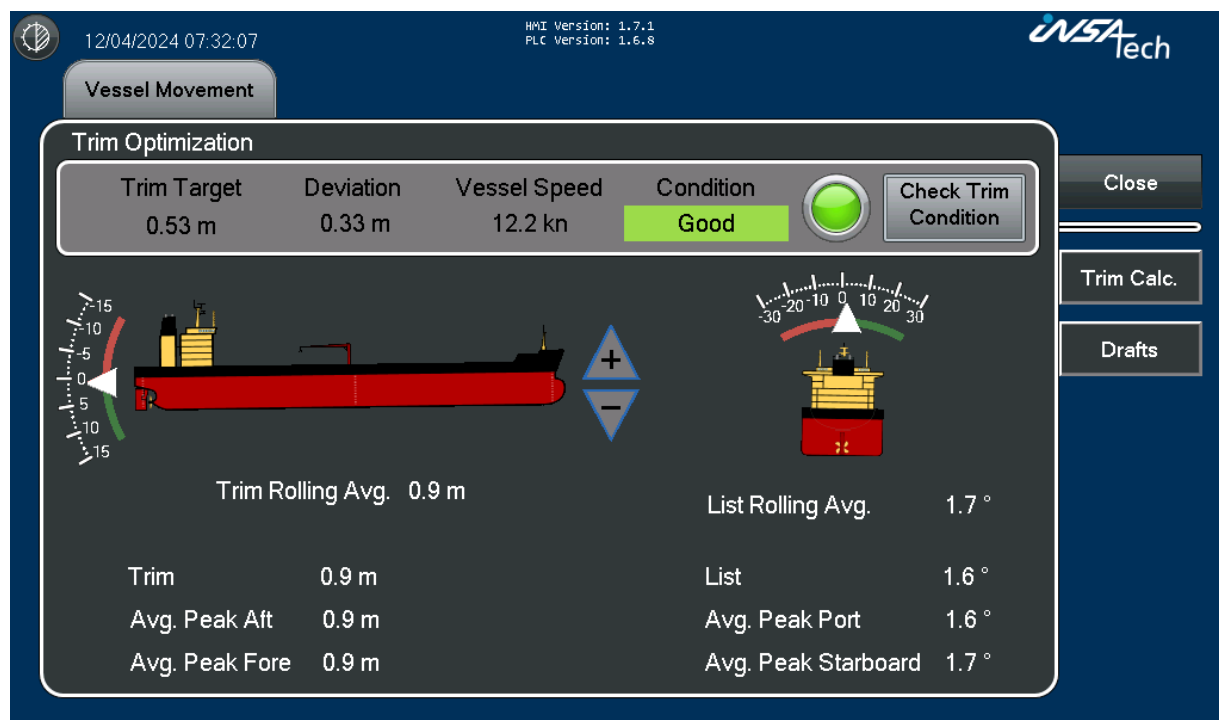 12/04/2024 07:32:07
HMI Version: 1.7.1
PLC Version: 1.6.8
iNSA Tech
Vessel Movement
Trim Optimization
Trim Target Deviation Vessel Speed Condition
0.53 m 0.33 m 12.2 kn Good
Check Trim
Condition
Close
Trim Calc.
Drafts
-15
-10
-5
0
5
10
15
+
−
-30 -20 -10 0 10 20 30
Trim Rolling Avg. 0.9 m
List Rolling Avg. 1.7 °
Trim 0.9 m
List 1.6 °
Avg. Peak Aft 0.9 m
Avg. Peak Port 1.6 °
Avg. Peak Fore 0.9 m
Avg. Peak Starboard 1.7 °